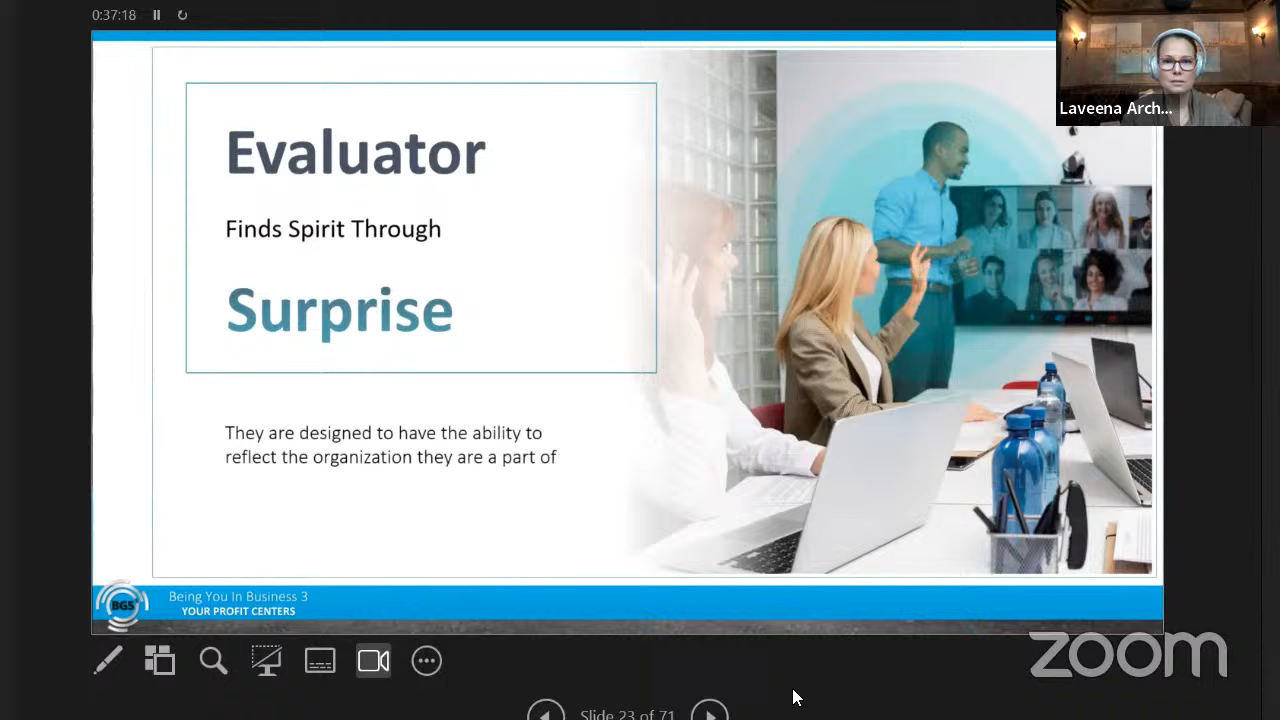 0:37:18
Laveena Arch...
Evaluator
Finds Spirit Through
Surprise
They are designed to have the ability to
reflect the organization they are a part of
BG5
Being You In Business 3
YOUR PROFIT CENTERS
zoom
Slide 23 of 71